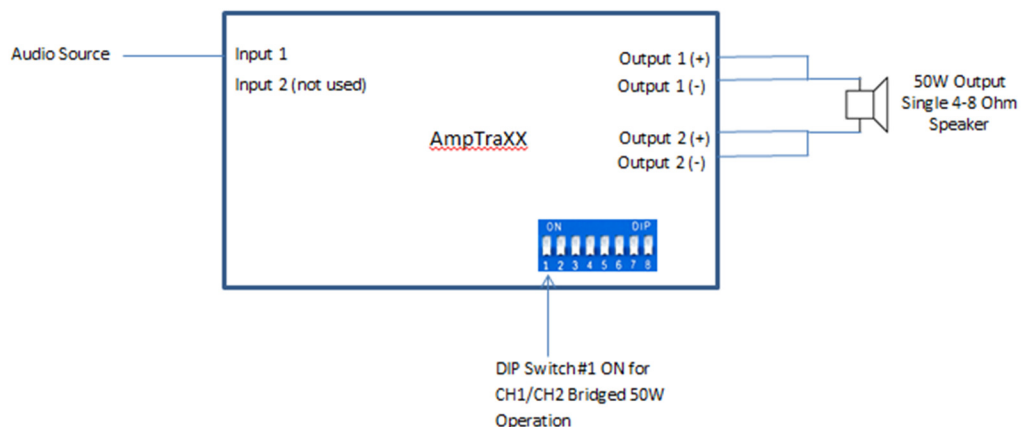 Audio Source
Input 1
Input 2 (not used)
AmpTraXX
Output 1 (+)
Output 1 (-)
Output 2 (+)
Output 2 (-)
50W Output
Single 4-8 Ohm
Speaker
ON DIP
1 2 3 4 5 6 7 8
DIP Switch #1 ON for
CH1/CH2 Bridged 50W
Operation